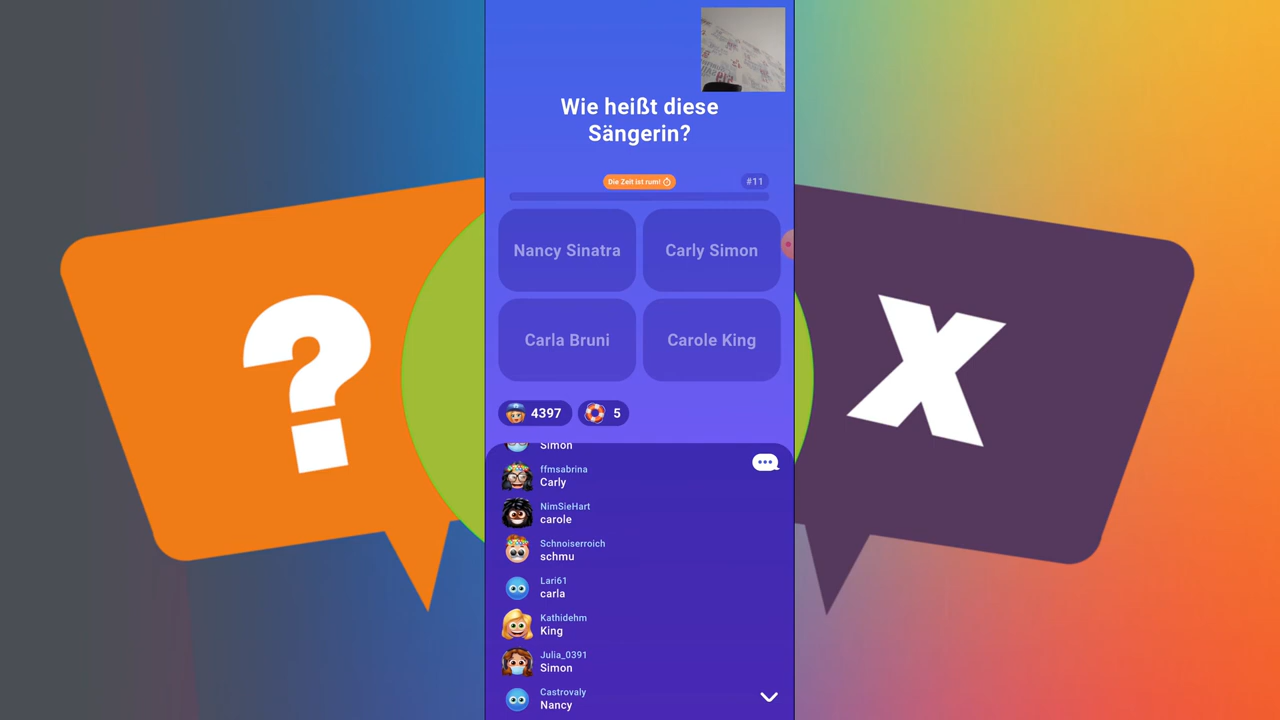 Wie heißt diese
Sängerin?
Die Zeit ist rum!
#11
Nancy Sinatra
Carly Simon
Carla Bruni
Carole King
4397
5
Simon
ffmsabrina
Carly
NimSieHart
carole
Schnoiserroich
schmu
Lari61
carla
Kathidehm
King
Julia_0391
Simon
Castrovaly
Nancy
?
X